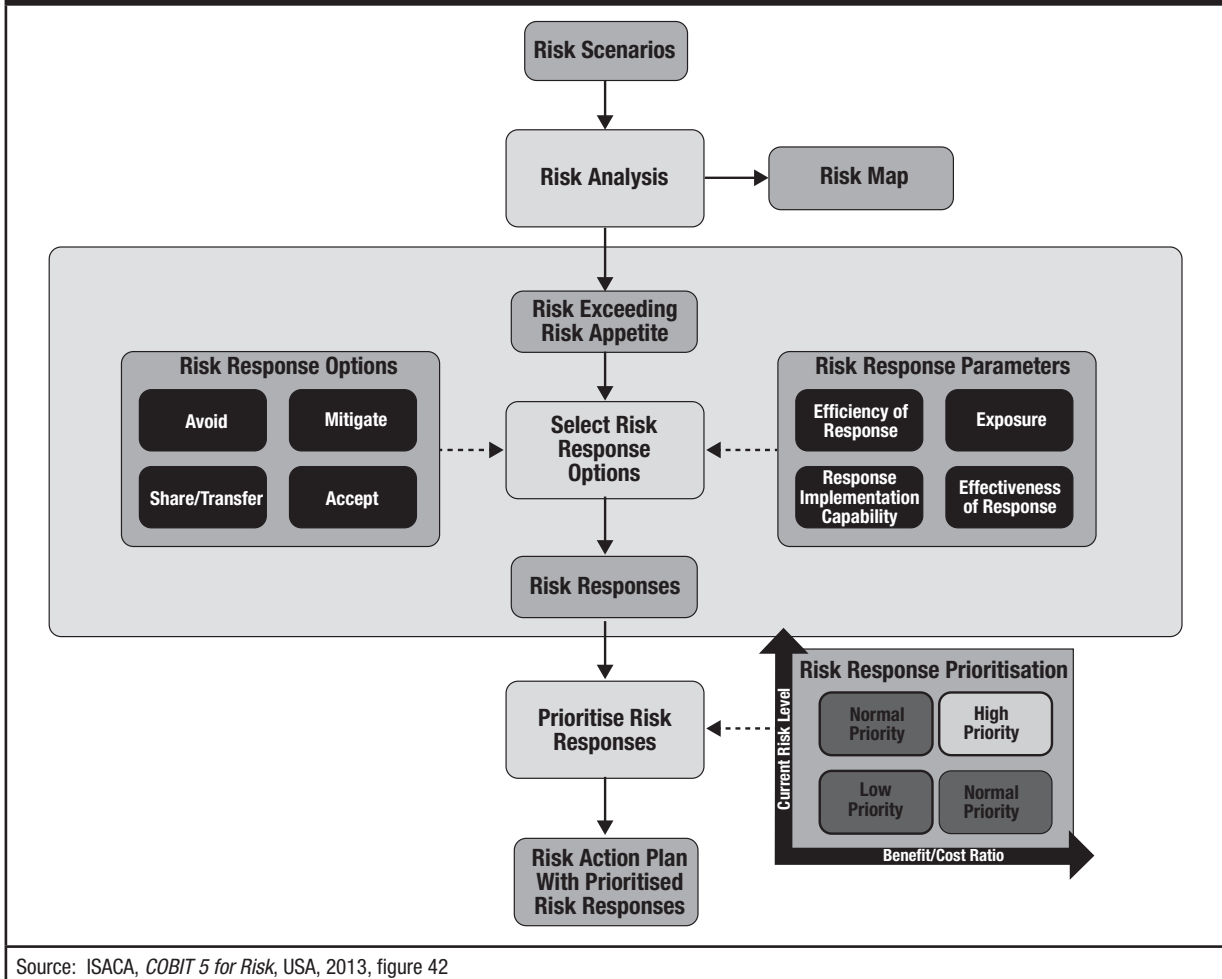 Risk Scenarios
Risk Analysis
Risk Map
Risk Exceeding
Risk Appetite
Risk Response Options
Avoid
Mitigate
Share/Transfer
Accept
Select Risk
Response
Options
Risk Response Parameters
Efficiency of
Response
Exposure
Response
Implementation
Capability
Effectiveness
of Response
Risk Responses
Prioritise Risk
Responses
Risk Response Prioritisation
Current Risk Level
Normal
Priority
High
Priority
Low
Priority
Normal
Priority
Benefit/Cost Ratio
Risk Action Plan
With Prioritised
Risk Responses
Source: ISACA, COBIT 5 for Risk, USA, 2013, figure 42